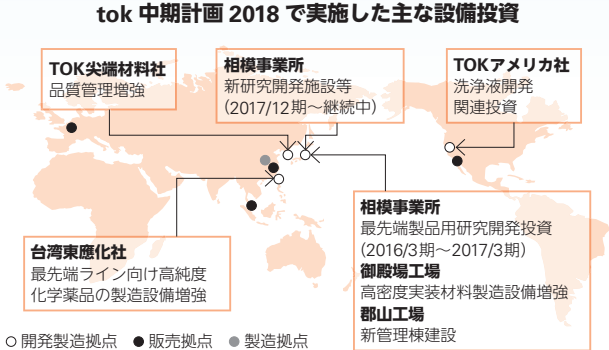 tok 中期計画 2018 で実施した主な設備投資
TOK尖端材料社
品質管理増強
相模事業所
新研究開発施設等
(2017/12期~継続中)
TOKアメリカ社
洗浄液開発
関連投資
台湾東應化社
最先端ライン向け高純度
化学薬品の製造設備増強
相模事業所
最先端製品用研究開発投資
(2016/3期~2017/3期)
御殿場工場
高密度実装材料製造設備増強
郡山工場
新管理棟建設
○ 開発製造拠点 ● 販売拠点 ● 製造拠点